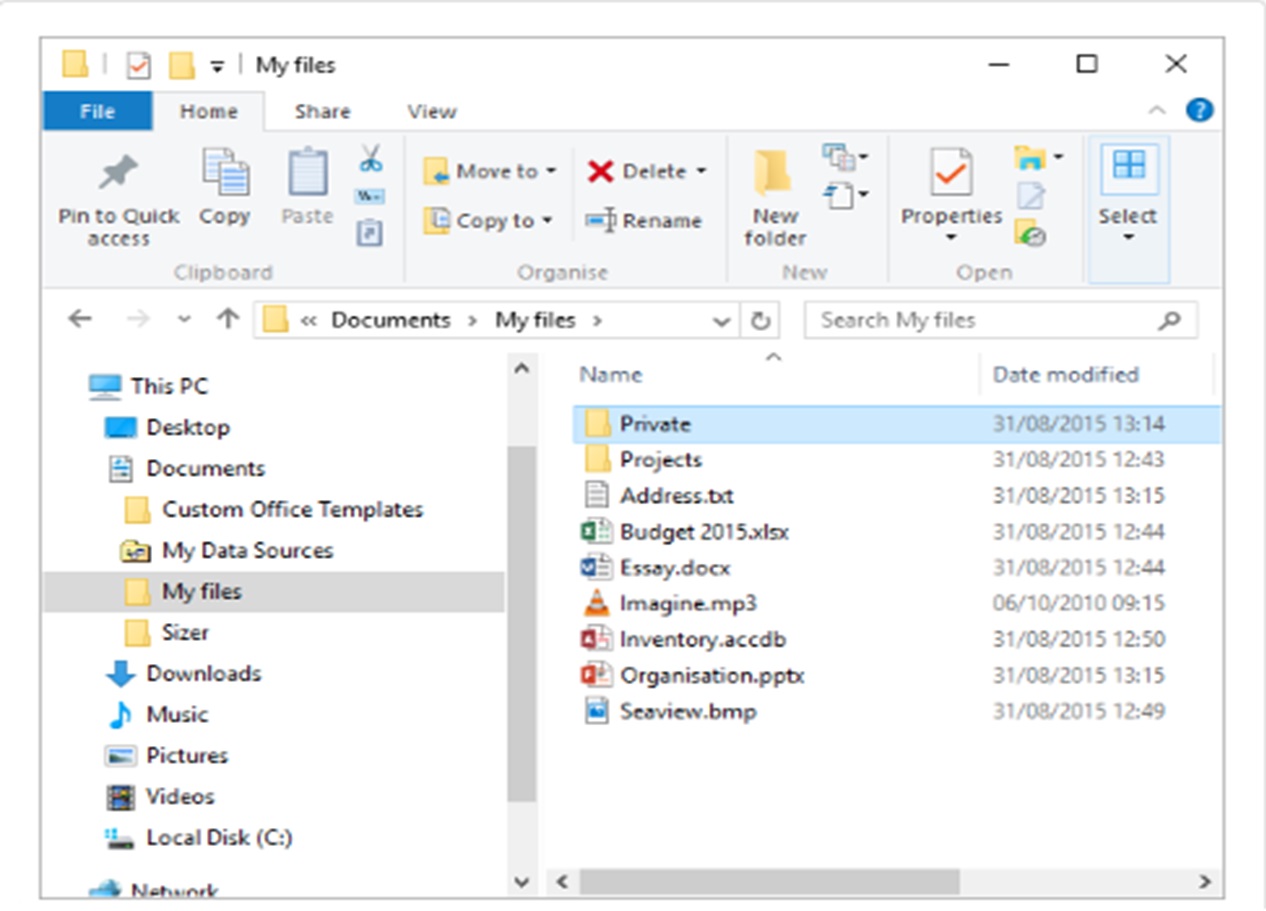 My files
File Home Share View
Pin to Quick access
Copy
Paste
Clipboard
Move to
Copy to
Delete
Rename
Organise
New folder
New
Properties
Open
Select
« Documents > My files >
Search My files
This PC
Desktop
Documents
Custom Office Templates
My Data Sources
My files
Sizer
Downloads
Music
Pictures
Videos
Local Disk (C:)
Network
Name Date modified
Private 31/08/2015 13:14
Projects 31/08/2015 12:43
Address.txt 31/08/2015 13:15
Budget 2015.xlsx 31/08/2015 12:44
Essay.docx 31/08/2015 12:44
Imagine.mp3 06/10/2010 09:15
Inventory.accdb 31/08/2015 12:50
Organisation.pptx 31/08/2015 13:15
Seaview.bmp 31/08/2015 12:49